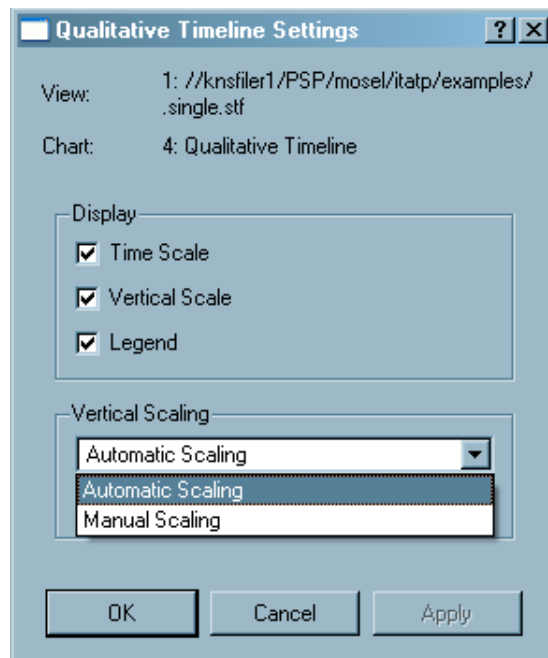 Qualitative Timeline Settings
View:
1: //knsfiler1/PSP/mosel/itatp/examples/
.single.stf
Chart:
4: Qualitative Timeline
Display
Time Scale
Vertical Scale
Legend
Vertical Scaling
Automatic Scaling
Automatic Scaling
Manual Scaling
OK
Cancel
Apply